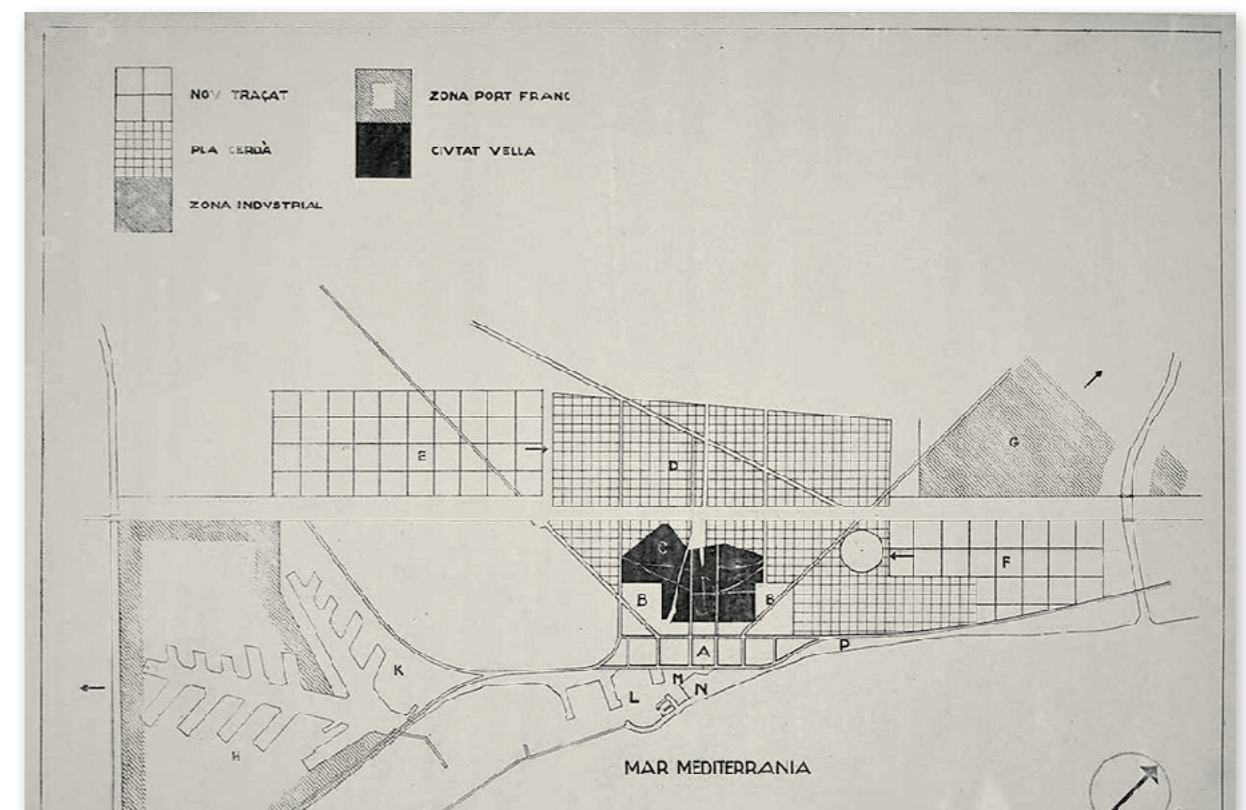 NOV TRAÇAT
PLA CERDÀ
ZONA INDVSTRIAL
ZONA PORT FRANC
CIVTAT VELLA
E
D
G
C
F
B
B
A
P
K
M
N
L
H
MAR MEDITERRANIA